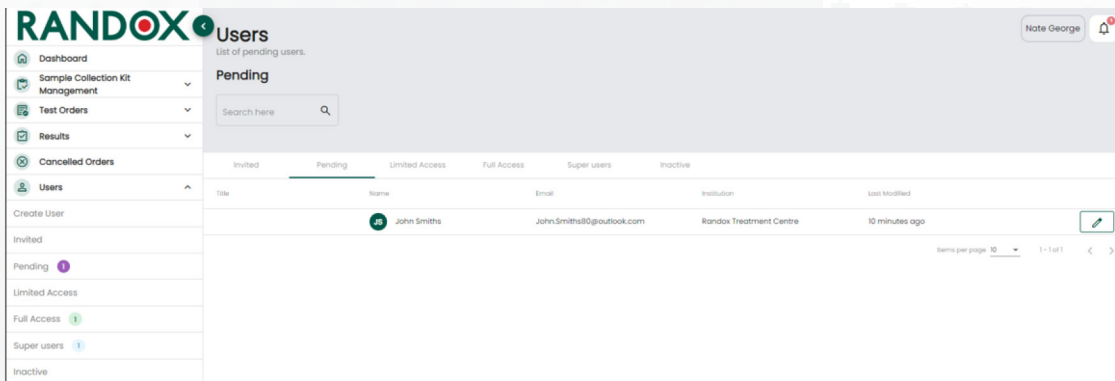 RANDOX
Dashboard
Sample Collection Kit
Management
Test Orders
Results
Cancelled Orders
Users
Create User
Invited
Pending 1
Limited Access
Full Access 1
Super users 1
Inactive
Users
List of pending users.
Pending
Search here
Nate George
Invited Pending Limited Access Full Access Super users Inactive
Title Name Email Institution Last Modified
JS John Smiths John.Smiths80@outlook.com Randox Treatment Centre 10 minutes ago
Items per page 10 1 - 1 of 1